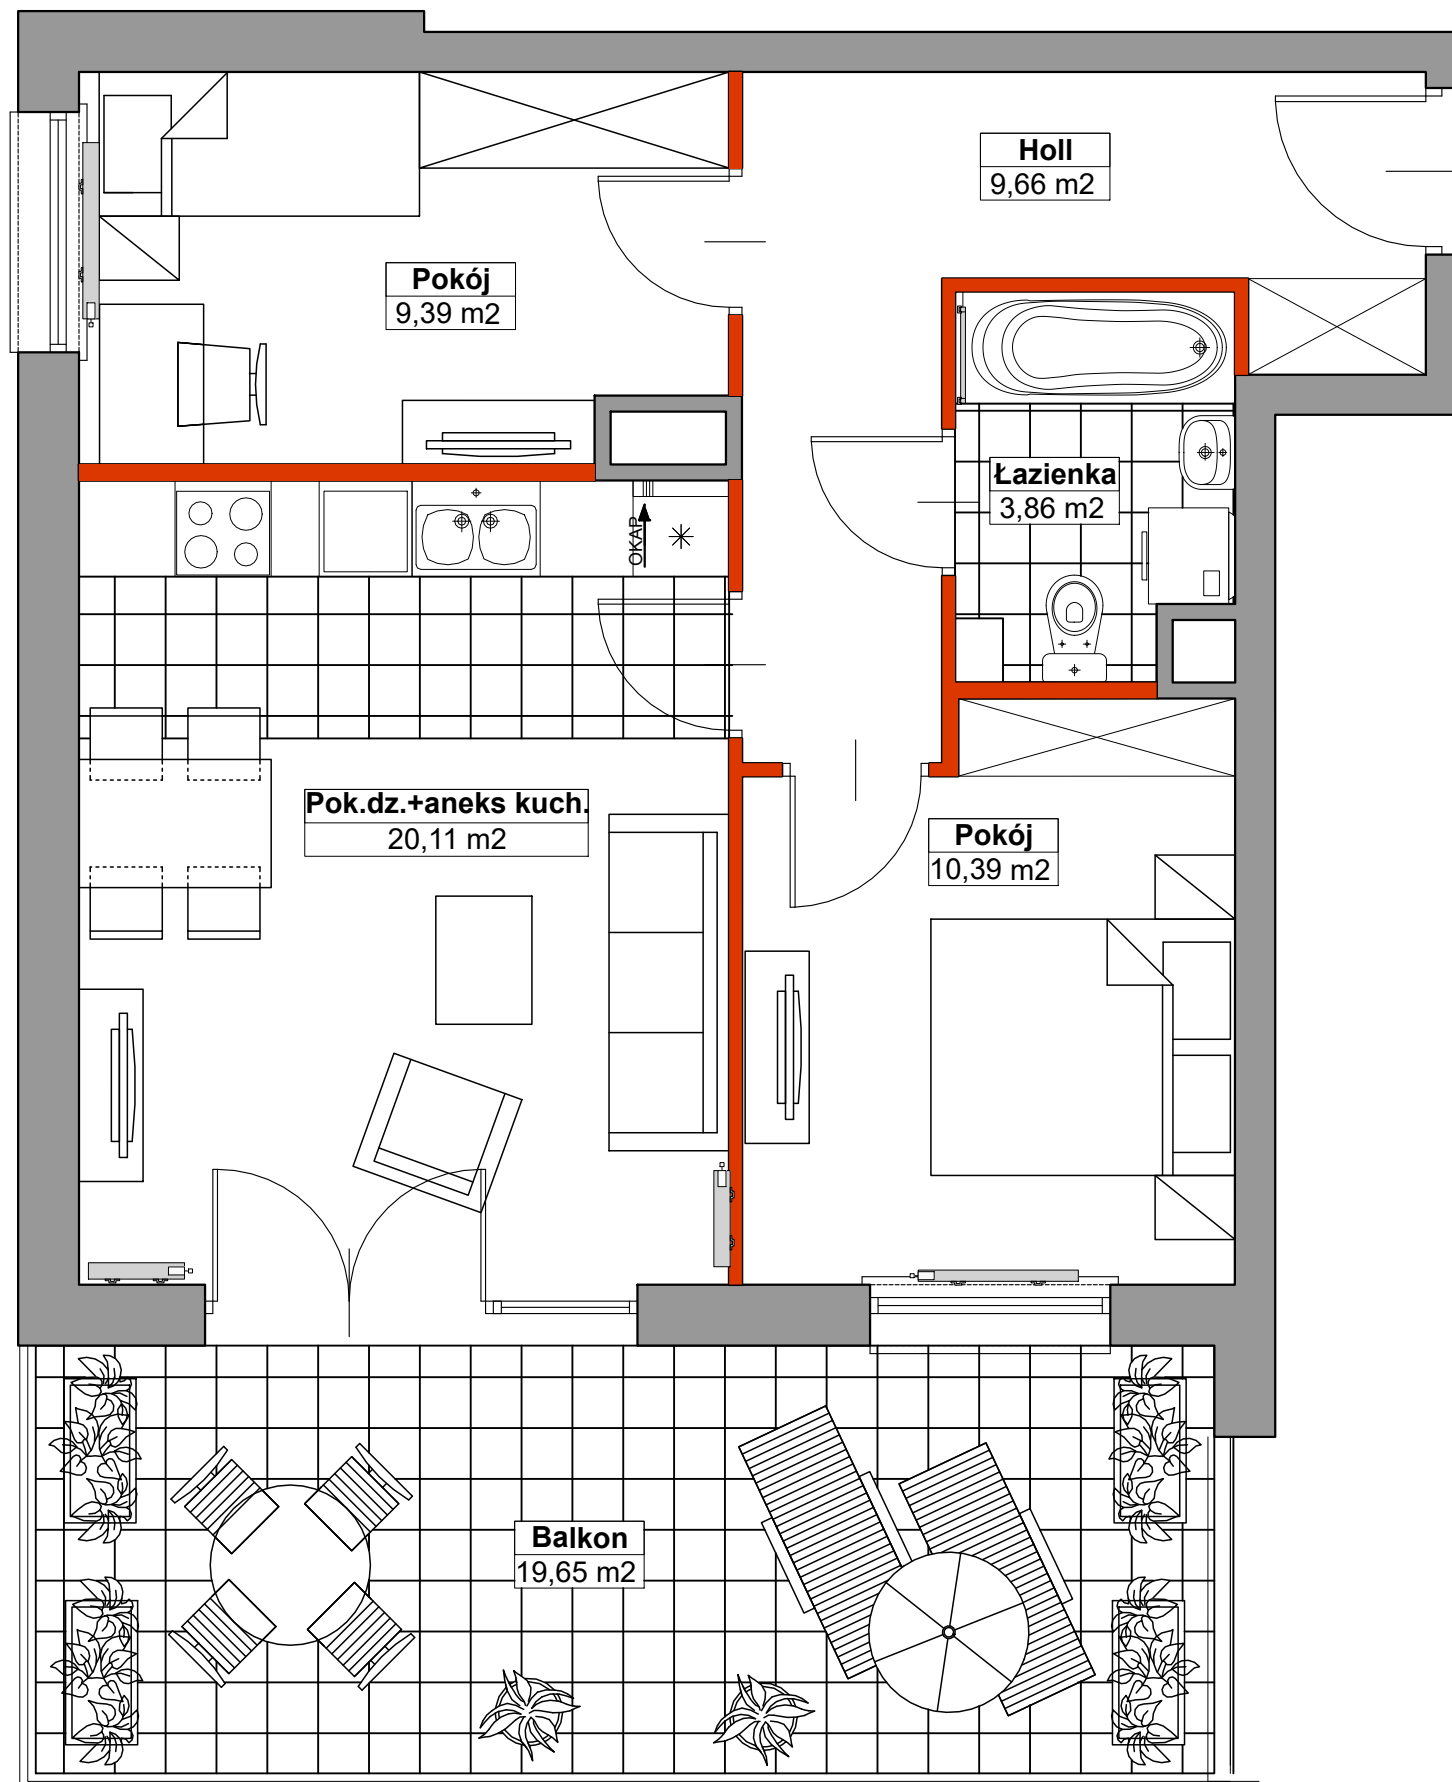 Holl
9,66 m2
Pokój
9,39 m2
Łazienka
3,86 m2
OKAP
Pok.dz.+aneks kuch.
20,11 m2
Pokój
10,39 m2
Balkon
19,65 m2